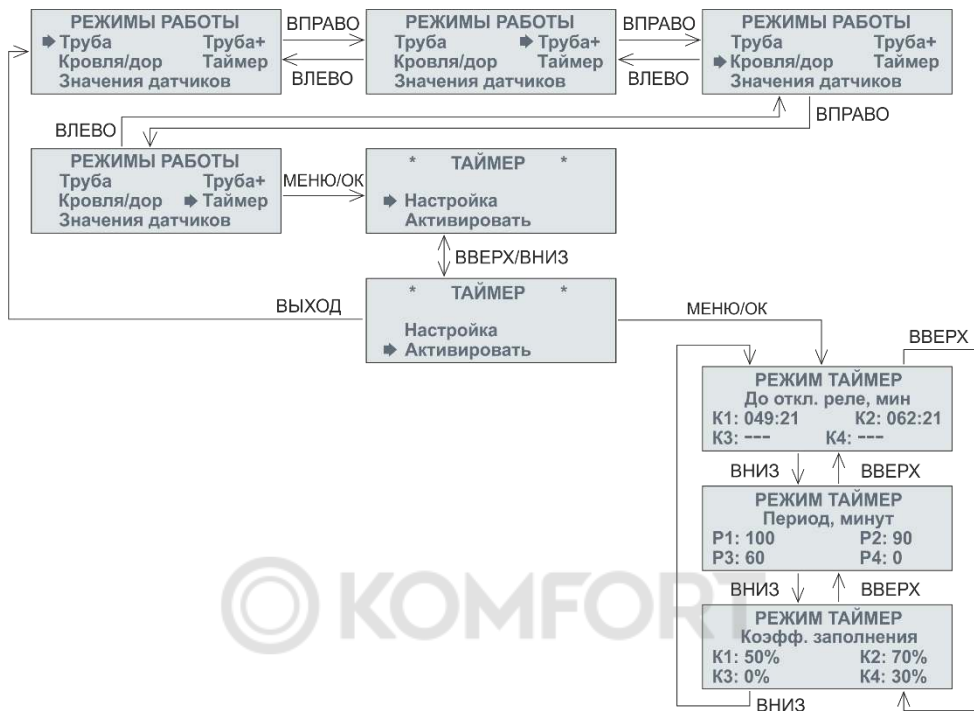 РЕЖИМЫ РАБОТЫ
Труба Труба+
Кровля/дор Таймер
Значения датчиков
ВПРАВО
ВЛЕВО
РЕЖИМЫ РАБОТЫ
Труба Труба+
Кровля/дор Таймер
Значения датчиков
ВПРАВО
ВЛЕВО
РЕЖИМЫ РАБОТЫ
Труба Труба+
Кровля/дор Таймер
Значения датчиков
ВЛЕВО
ВПРАВО
РЕЖИМЫ РАБОТЫ
Труба Труба+
Кровля/дор Таймер
Значения датчиков
МЕНЮ/ОК
* ТАЙМЕР *
Настройка
Активировать
ВВЕРХ/ВНИЗ
ВЫХОД
* ТАЙМЕР *
Настройка
Активировать
МЕНЮ/ОК
ВВЕРХ
РЕЖИМ ТАЙМЕР
До откл. реле, мин
К1: 049:21 К2: 062:21
К3: --- К4: ---
ВНИЗ ВВЕРХ
РЕЖИМ ТАЙМЕР
Период, минут
Р1: 100 Р2: 90
Р3: 60 Р4: 0
ВНИЗ ВВЕРХ
РЕЖИМ ТАЙМЕР
Коэфф. заполнения
К1: 50% К2: 70%
К3: 0% К4: 30%
ВНИЗ
KOMFORT